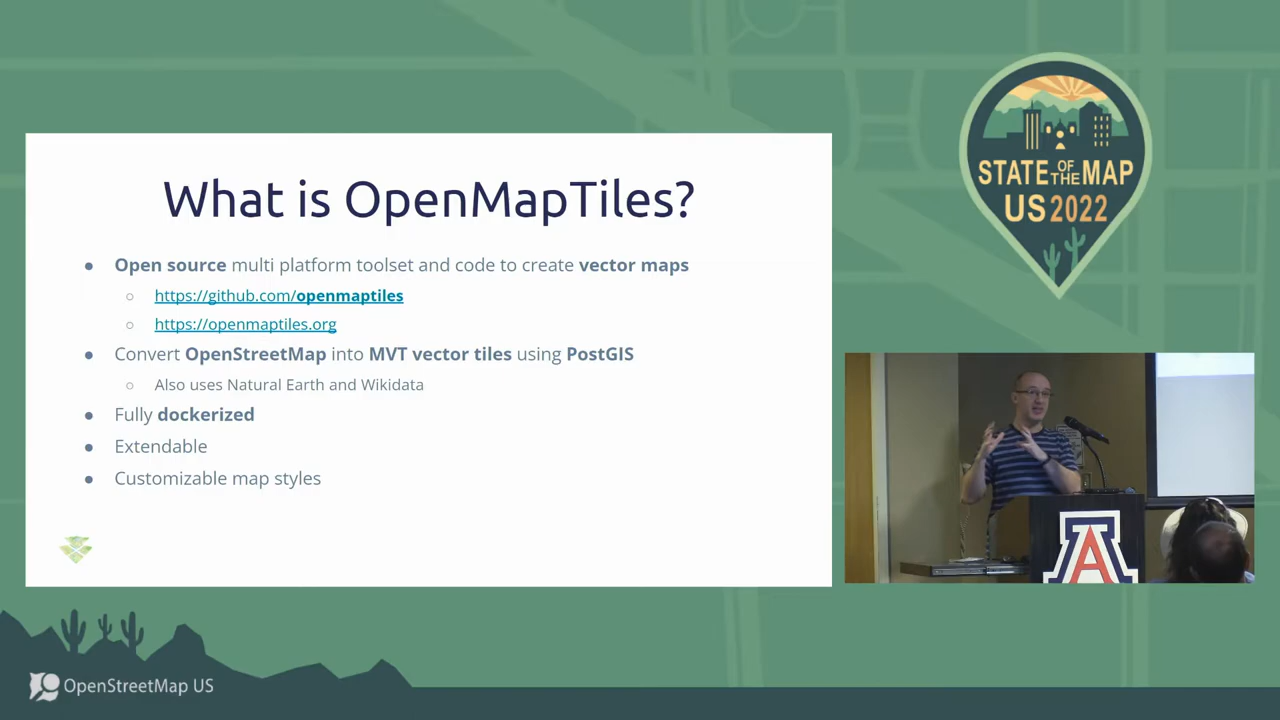 What is OpenMapTiles?
● Open source multi platform toolset and code to create vector maps
○ https://github.com/openmaptiles
○ https://openmaptiles.org
● Convert OpenStreetMap into MVT vector tiles using PostGIS
○ Also uses Natural Earth and Wikidata
● Fully dockerized
● Extendable
● Customizable map styles
STATE OF THE MAP
US 2022
A
OpenStreetMap US